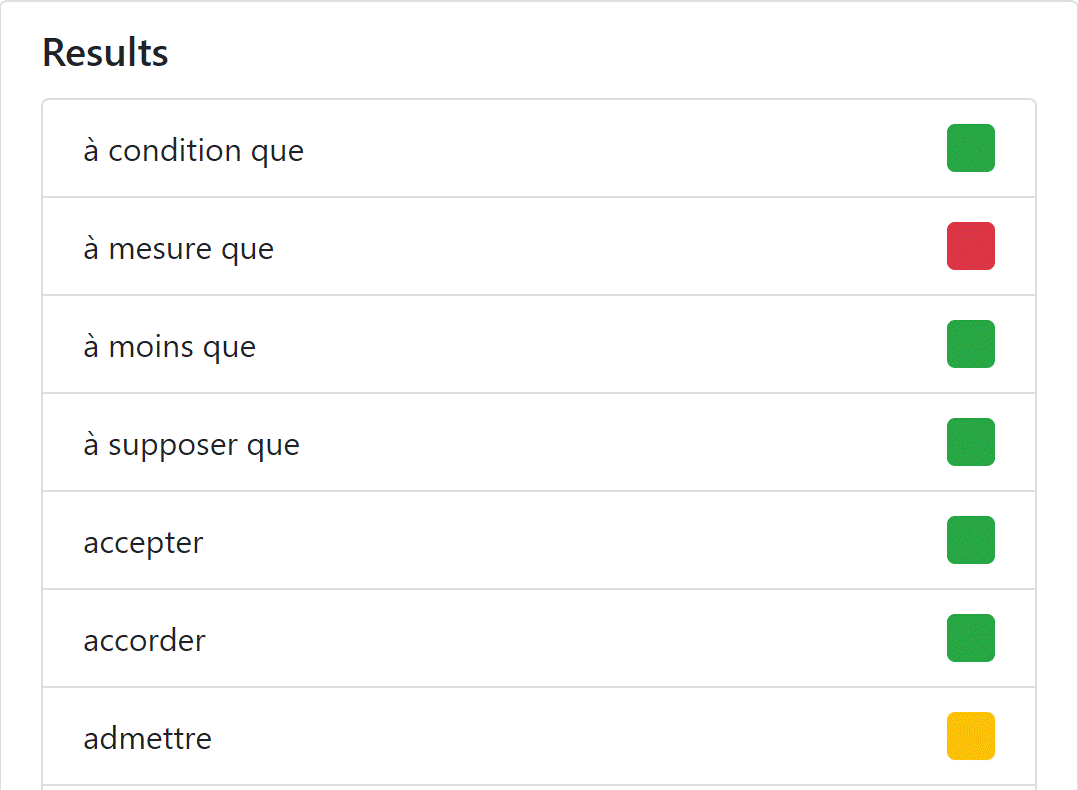 Results
à condition que
à mesure que
à moins que
à supposer que
accepter
accorder
admettre